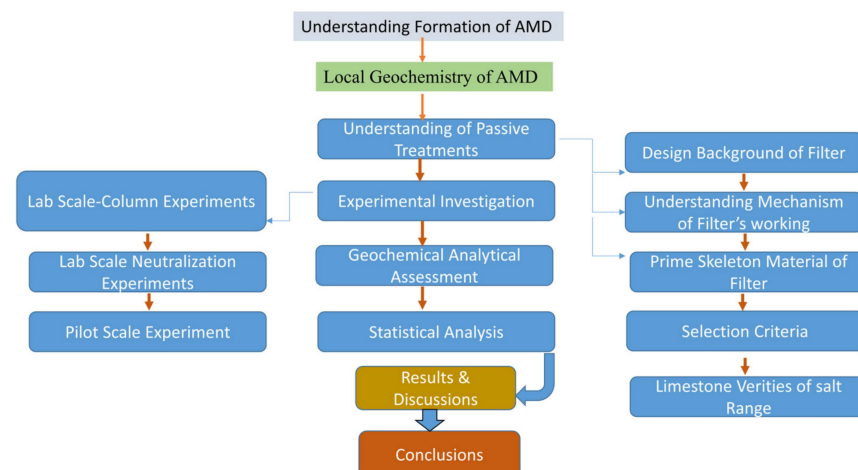 Understanding Formation of AMD
Local Geochemistry of AMD
Understanding of Passive
Treatments
Experimental Investigation
Geochemical Analytical
Assessment
Statistical Analysis
Results &
Discussions
Conclusions
Lab Scale-Column Experiments
Lab Scale Neutralization
Experiments
Pilot Scale Experiment
Design Background of Filter
Understanding Mechanism
of Filter's working
Prime Skeleton Material of
Filter
Selection Criteria
Limestone Verities of salt
Range